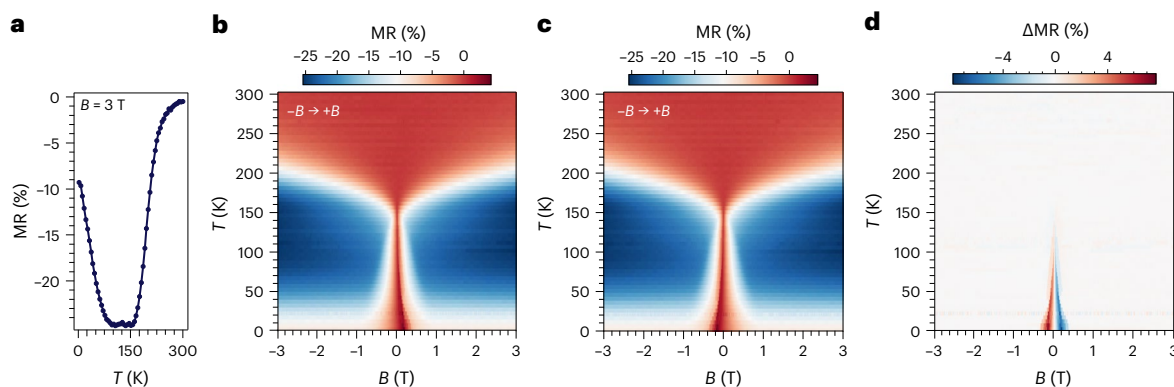 a
B = 3 T
MR (%)
0
−5
−10
−15
−20
0 150 300
T (K)
b
MR (%)
−25 −20 −15 −10 −5 0
−B → +B
T (K)
300
250
200
150
100
50
0
−3 −2 −1 0 1 2 3
B (T)
c
MR (%)
−25 −20 −15 −10 −5 0
−B → +B
T (K)
300
250
200
150
100
50
0
−3 −2 −1 0 1 2 3
B (T)
d
ΔMR (%)
−4 0 4
T (K)
300
250
200
150
100
50
0
−3 −2 −1 0 1 2 3
B (T)